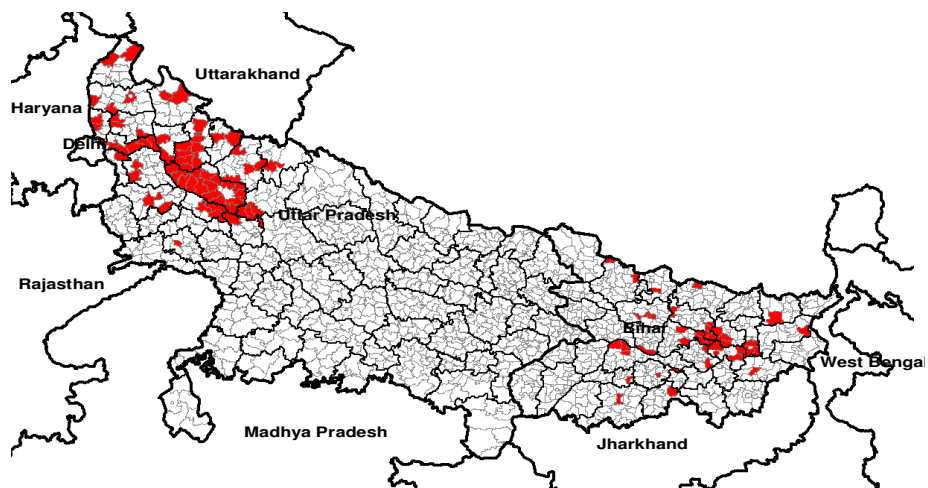 Uttarakhand
Haryana
Delhi
Uttar Pradesh
Rajasthan
Bihar
West Bengal
Madhya Pradesh
Jharkhand